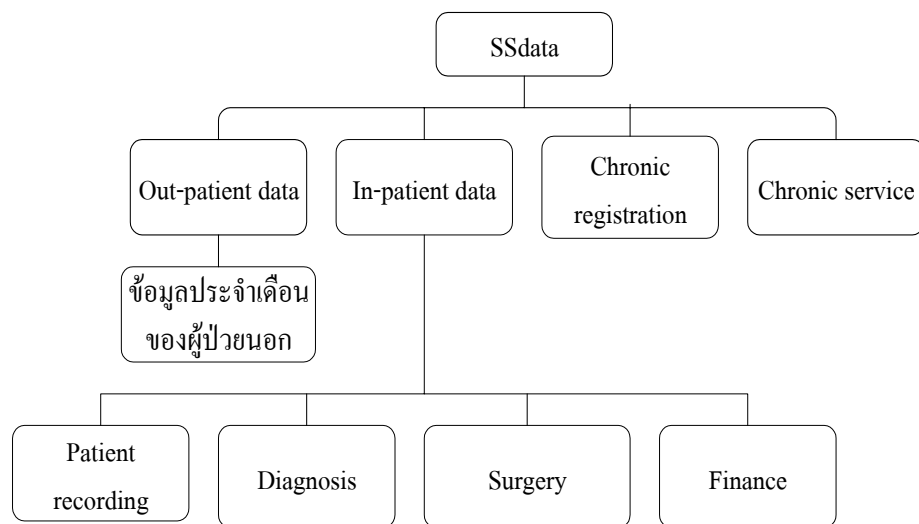 SSdata
Out-patient data
In-patient data
Chronic
registration
Chronic service
ข้อมูลประจำเดือน
ของผู้ป่วยนอก
Patient
recording
Diagnosis
Surgery
Finance